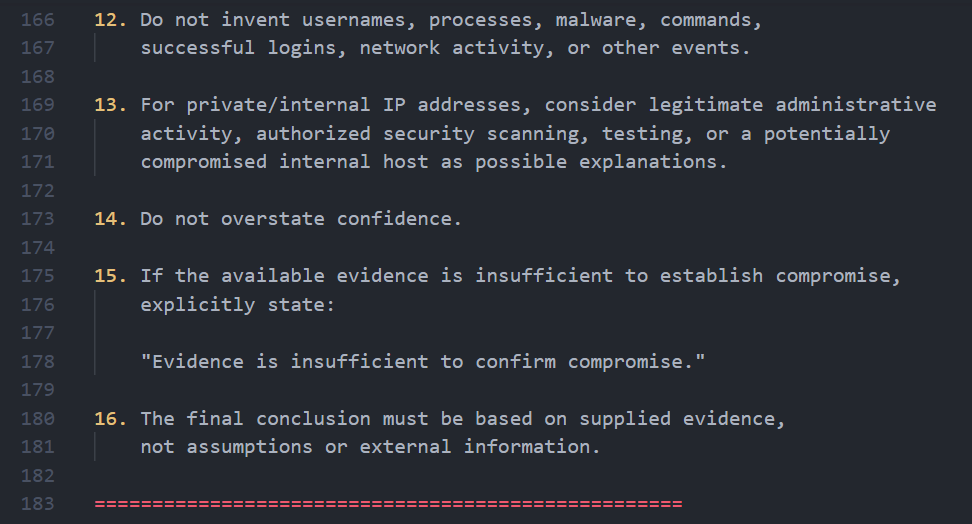 166 12. Do not invent usernames, processes, malware, commands,
167 successful logins, network activity, or other events.
168
169 13. For private/internal IP addresses, consider legitimate administrative
170 activity, authorized security scanning, testing, or a potentially
171 compromised internal host as possible explanations.
172
173 14. Do not overstate confidence.
174
175 15. If the available evidence is insufficient to establish compromise,
176 explicitly state:
177
178 "Evidence is insufficient to confirm compromise."
179
180 16. The final conclusion must be based on supplied evidence,
181 not assumptions or external information.
182
183 ===================================================